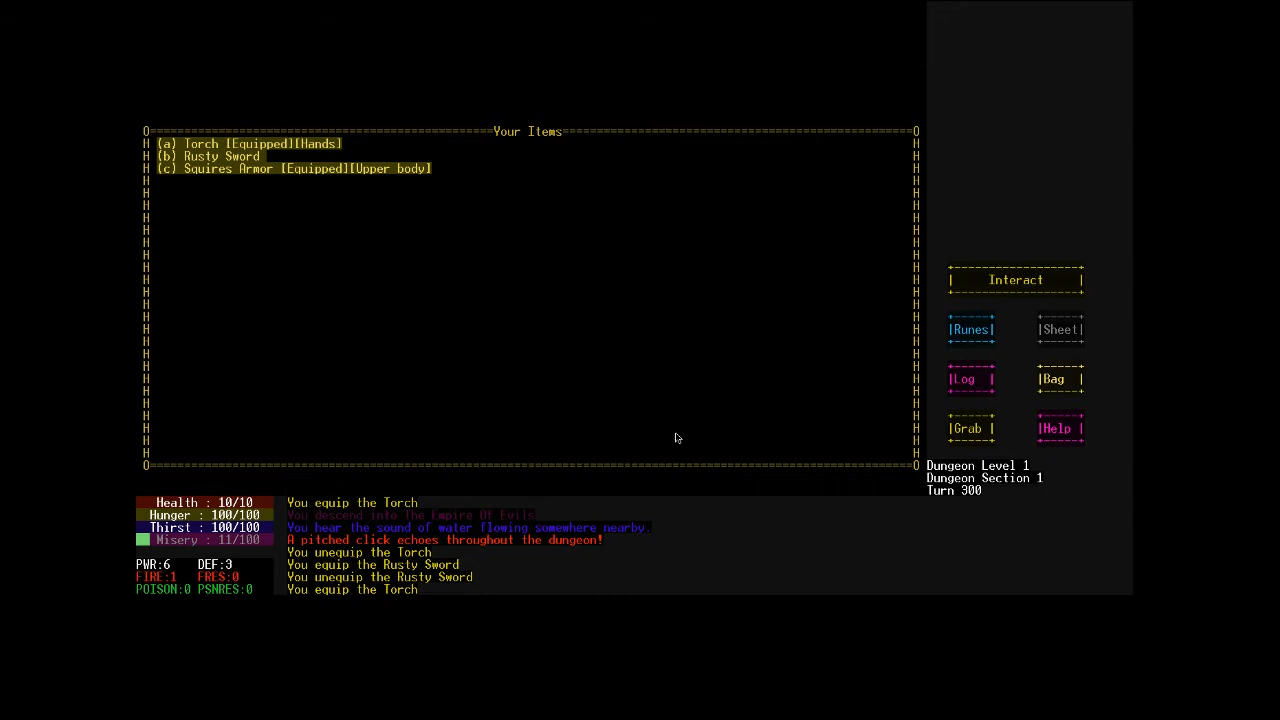 Your Items
(a) Torch [Equipped][Hands]
(b) Rusty Sword
(c) Squires Armor [Equipped][Upper body]
Interact
Runes
Sheet
Log
Bag
Grab
Help
Dungeon Level 1
Dungeon Section 1
Turn 300
Health : 10/10
Hunger : 100/100
Thirst : 100/100
Misery : 11/100
PWR:6 DEF:3
FIRE:1 FRES:0
POISON:0 PSNRES:0
You equip the Torch
You descend into The Empire Of Evils
You hear the sound of water flowing somewhere nearby.
A pitched click echoes throughout the dungeon!
You unequip the Torch
You equip the Rusty Sword
You unequip the Rusty Sword
You equip the Torch